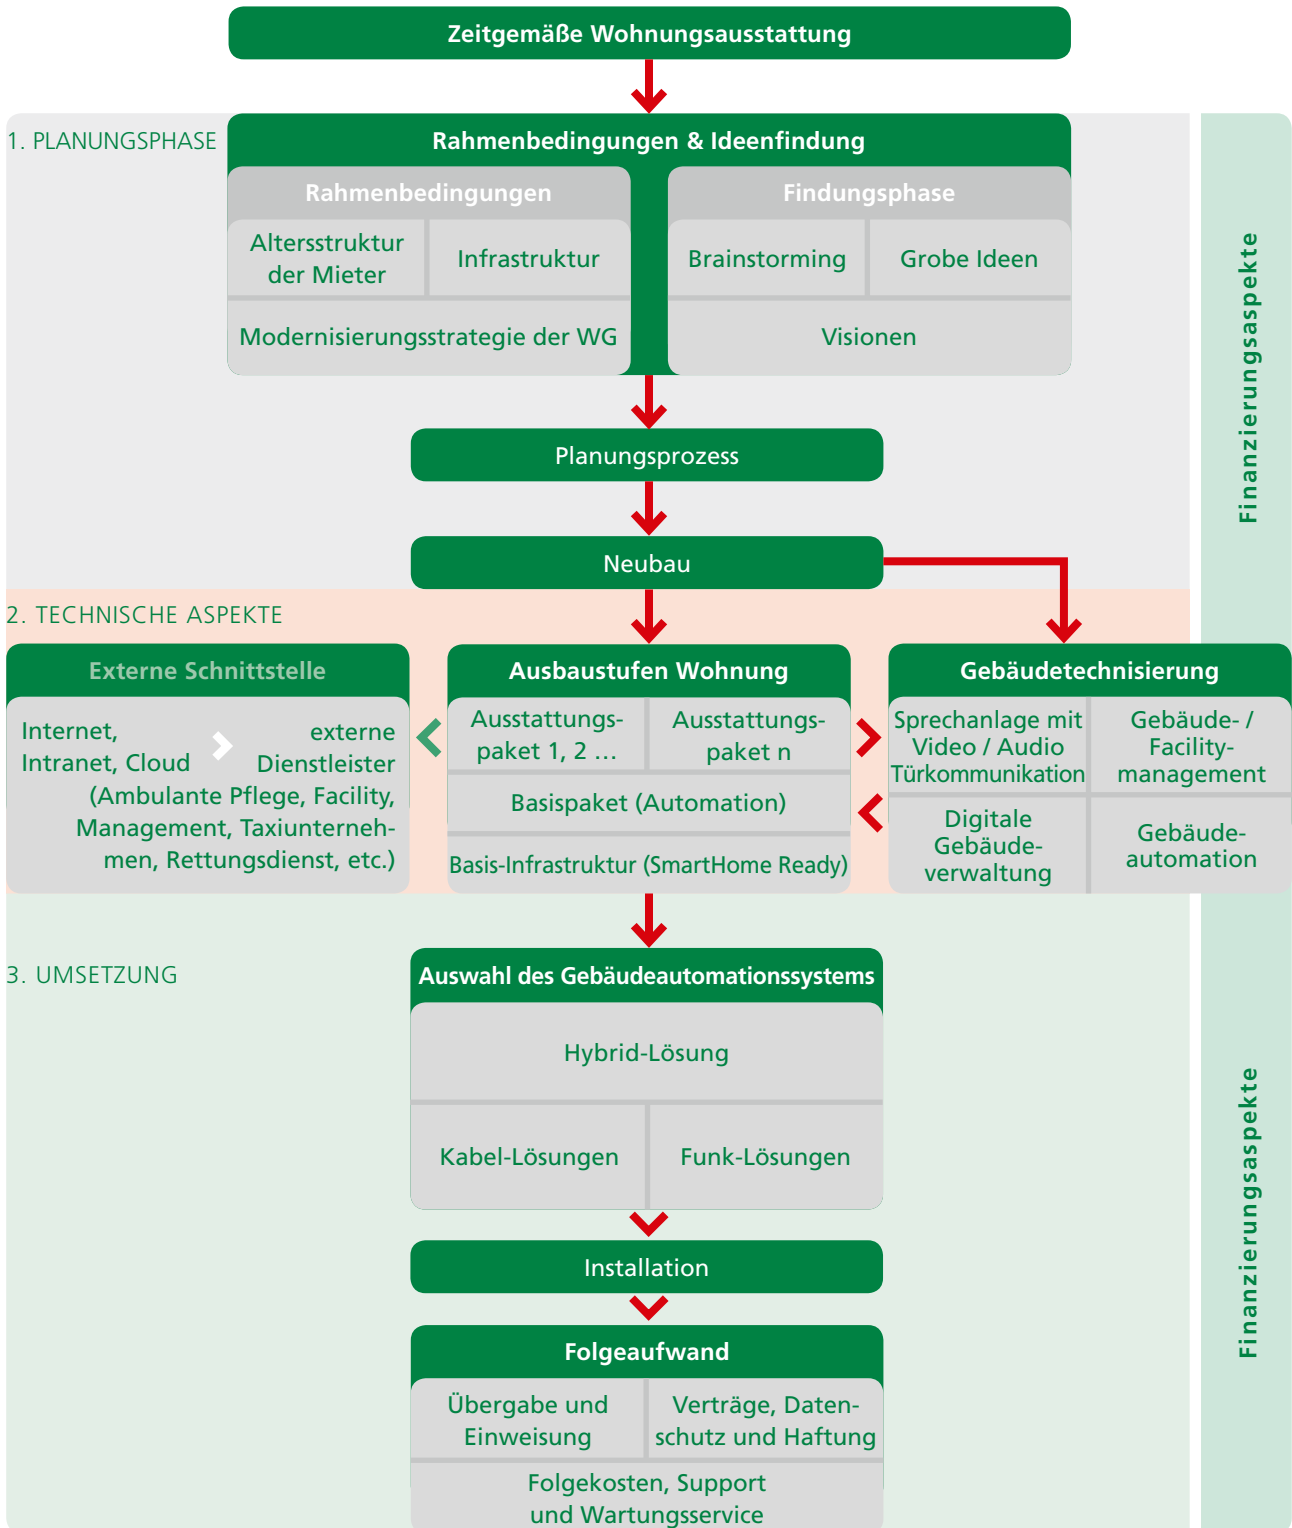 Zeitgemäße Wohnungsausstattung
1. PLANUNGSPHASE
Rahmenbedingungen & Ideenfindung
Rahmenbedingungen
Altersstruktur
der Mieter
Infrastruktur
Modernisierungsstrategie der WG
Findungsphase
Brainstorming
Grobe Ideen
Visionen
Finanzierungsaspekte
Planungsprozess
Neubau
2. TECHNISCHE ASPEKTE
Externe Schnittstelle
Internet,
Intranet, Cloud
externe
Dienstleister
(Ambulante Pflege, Facility,
Management, Taxiunterneh-
men, Rettungsdienst, etc.)
Ausbaustufen Wohnung
Ausstattungs-
paket 1, 2 …
Ausstattungs-
paket n
Basispaket (Automation)
Basis-Infrastruktur (SmartHome Ready)
Gebäudetechnisierung
Sprechanlage mit
Video / Audio
Türkommunikation
Gebäude- /
Facility-
management
Digitale
Gebäude-
verwaltung
Gebäude-
automation
3. UMSETZUNG
Auswahl des Gebäudeautomationssystems
Hybrid-Lösung
Kabel-Lösungen
Funk-Lösungen
Finanzierungsaspekte
Installation
Folgeaufwand
Übergabe und
Einweisung
Verträge, Daten-
schutz und Haftung
Folgekosten, Support
und Wartungsservice